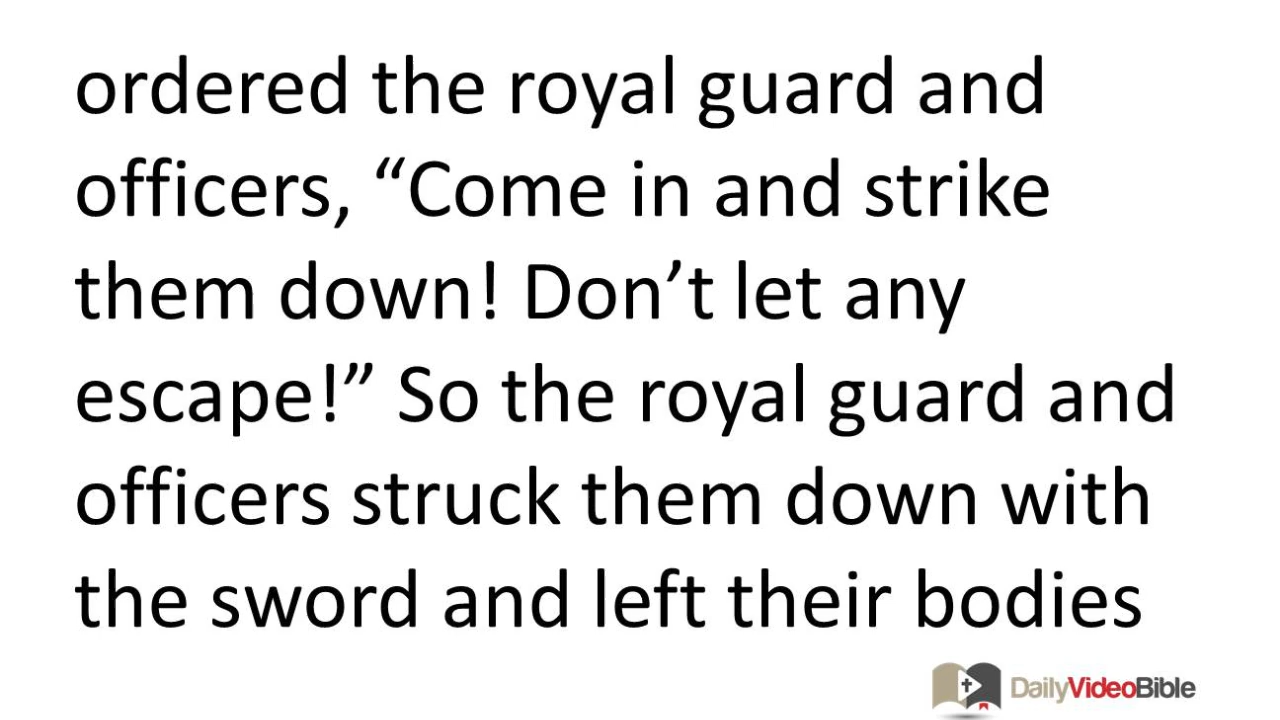 ordered the royal guard and
officers, “Come in and strike
them down! Don’t let any
escape!” So the royal guard and
officers struck them down with
the sword and left their bodies
DailyVideoBible